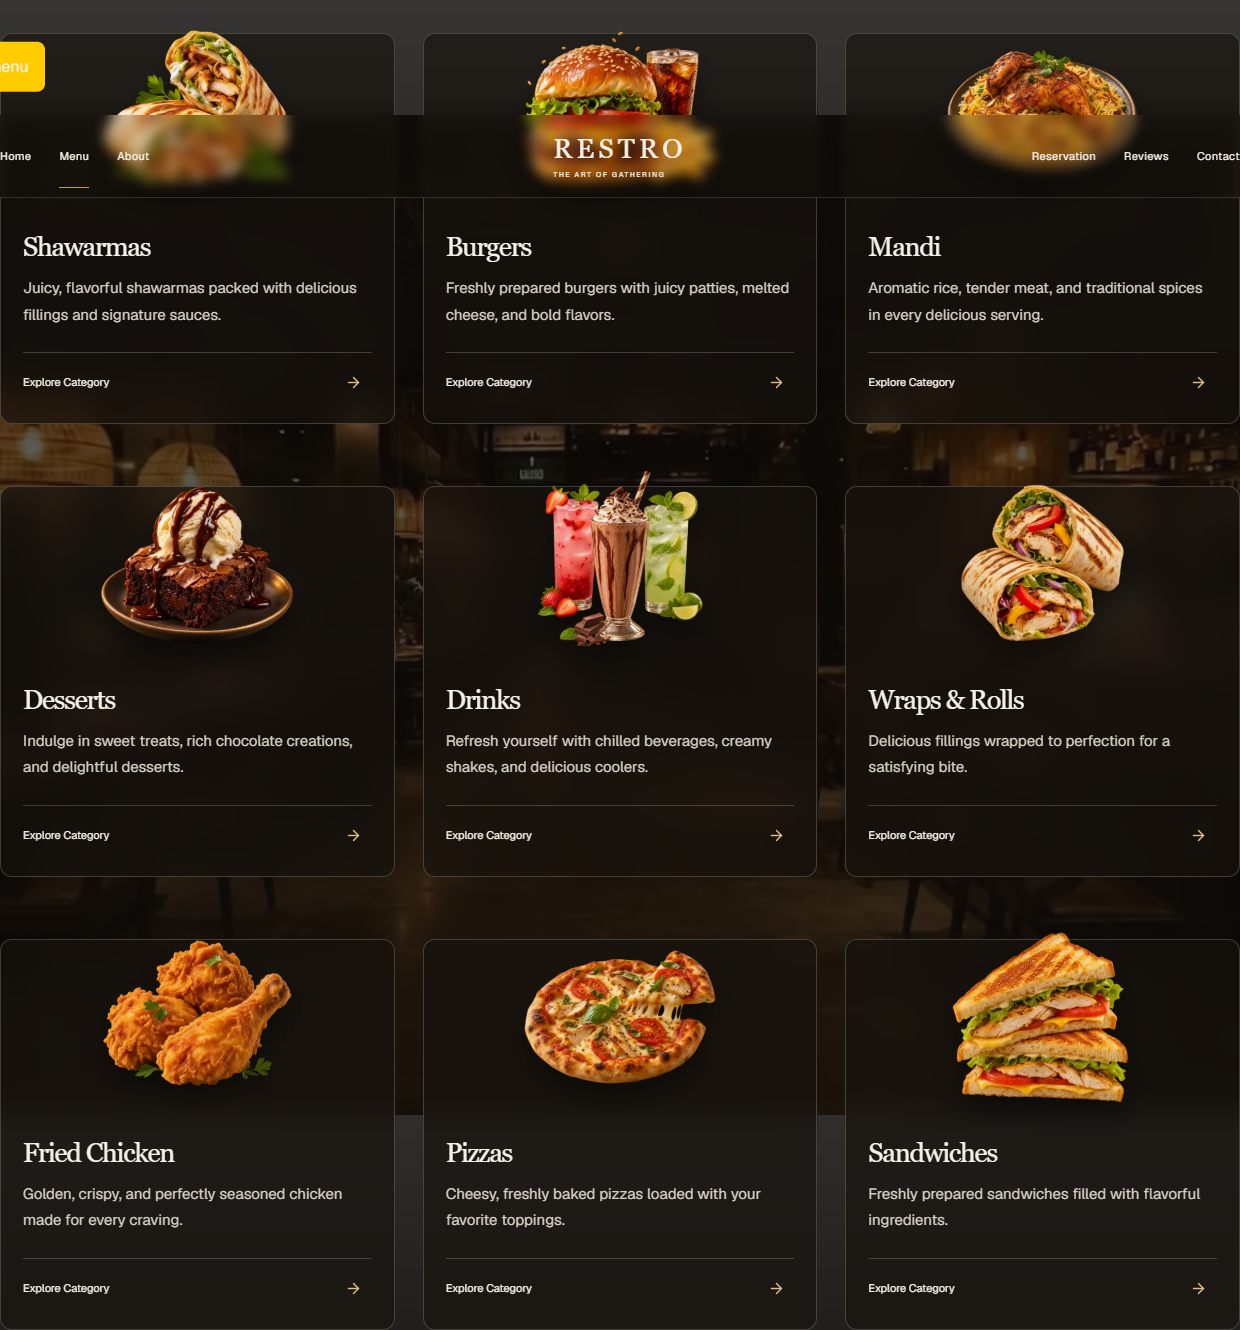 enu
Home Menu About
RESTRO
THE ART OF GATHERING
Reservation Reviews Contact
Shawarmas
Juicy, flavorful shawarmas packed with delicious
fillings and signature sauces.
Explore Category
Burgers
Freshly prepared burgers with juicy patties, melted
cheese, and bold flavors.
Explore Category
Mandi
Aromatic rice, tender meat, and traditional spices
in every delicious serving.
Explore Category
Desserts
Indulge in sweet treats, rich chocolate creations,
and delightful desserts.
Explore Category
Drinks
Refresh yourself with chilled beverages, creamy
shakes, and delicious coolers.
Explore Category
Wraps & Rolls
Delicious fillings wrapped to perfection for a
satisfying bite.
Explore Category
Fried Chicken
Golden, crispy, and perfectly seasoned chicken
made for every craving.
Explore Category
Pizzas
Cheesy, freshly baked pizzas loaded with your
favorite toppings.
Explore Category
Sandwiches
Freshly prepared sandwiches filled with flavorful
ingredients.
Explore Category